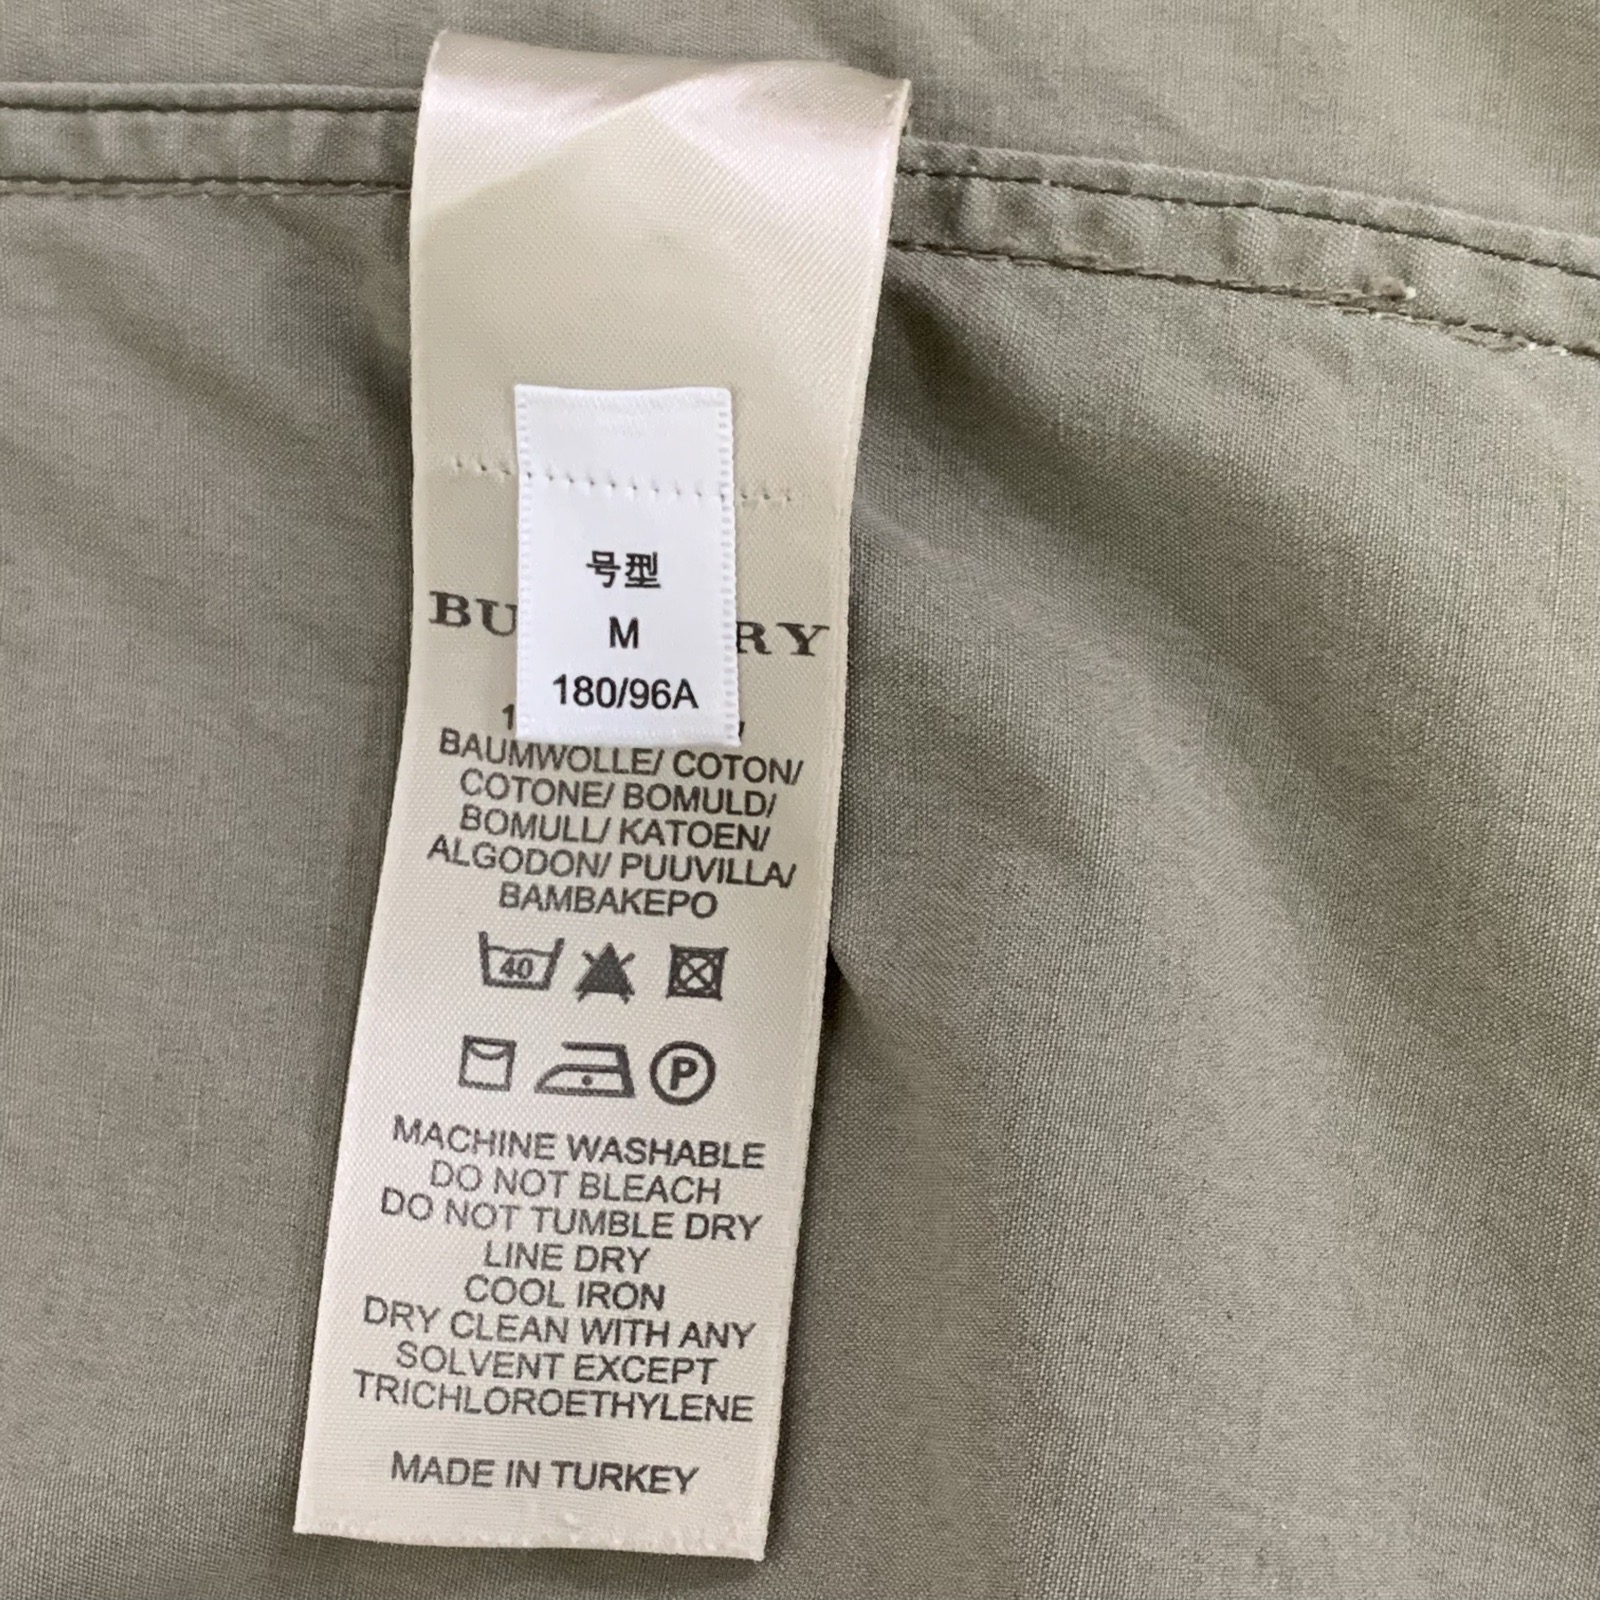 号型
M
180/96A
BU RY
BAUMWOLLE/ COTON/
COTONE/ BOMULD/
BOMULL/ KATOEN/
ALGODON/ PUUVILLA/
BAMBAKEPO
40
P
MACHINE WASHABLE
DO NOT BLEACH
DO NOT TUMBLE DRY
LINE DRY
COOL IRON
DRY CLEAN WITH ANY
SOLVENT EXCEPT
TRICHLOROETHYLENE
MADE IN TURKEY